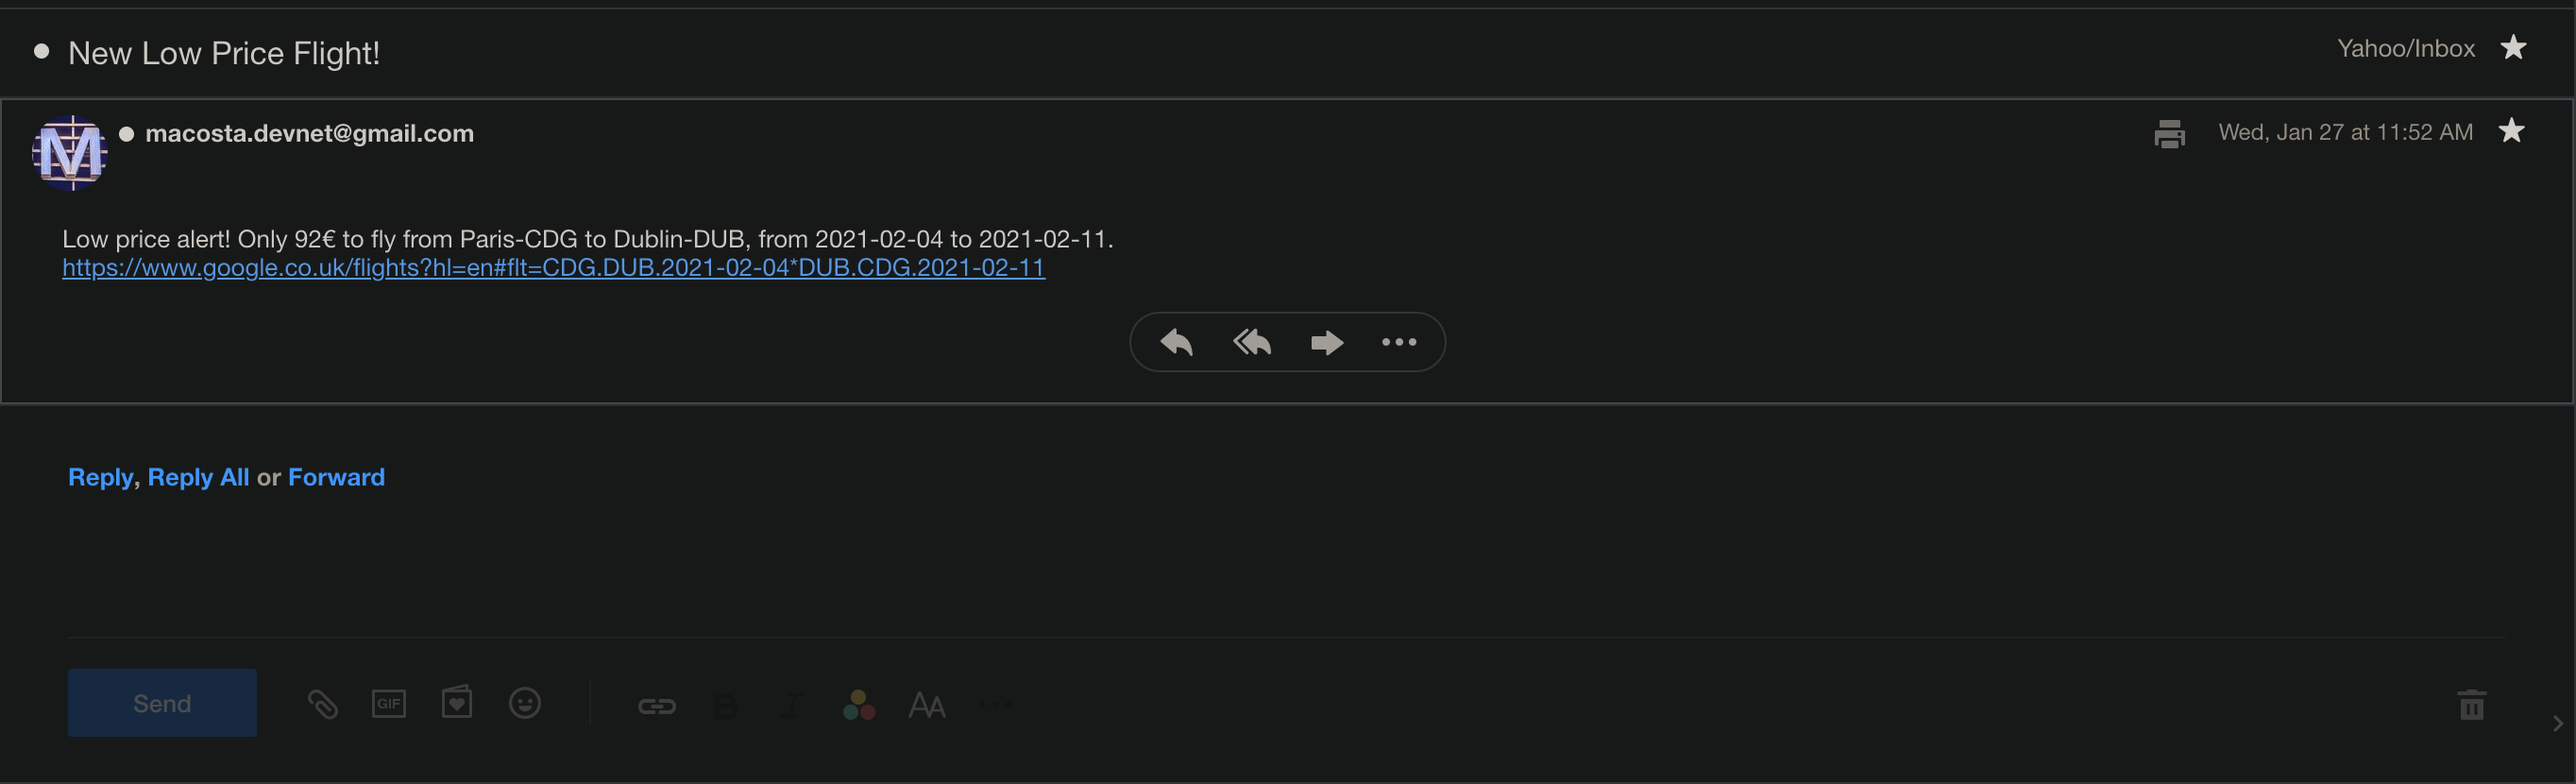 New Low Price Flight!
Yahoo/Inbox
M
macosta.devnet@gmail.com
Wed, Jan 27 at 11:52 AM
Low price alert! Only 92€ to fly from Paris-CDG to Dublin-DUB, from 2021-02-04 to 2021-02-11.
https://www.google.co.uk/flights?hl=en#flt=CDG.DUB.2021-02-04*DUB.CDG.2021-02-11
Reply, Reply All or Forward
Send
GIF
B I AA